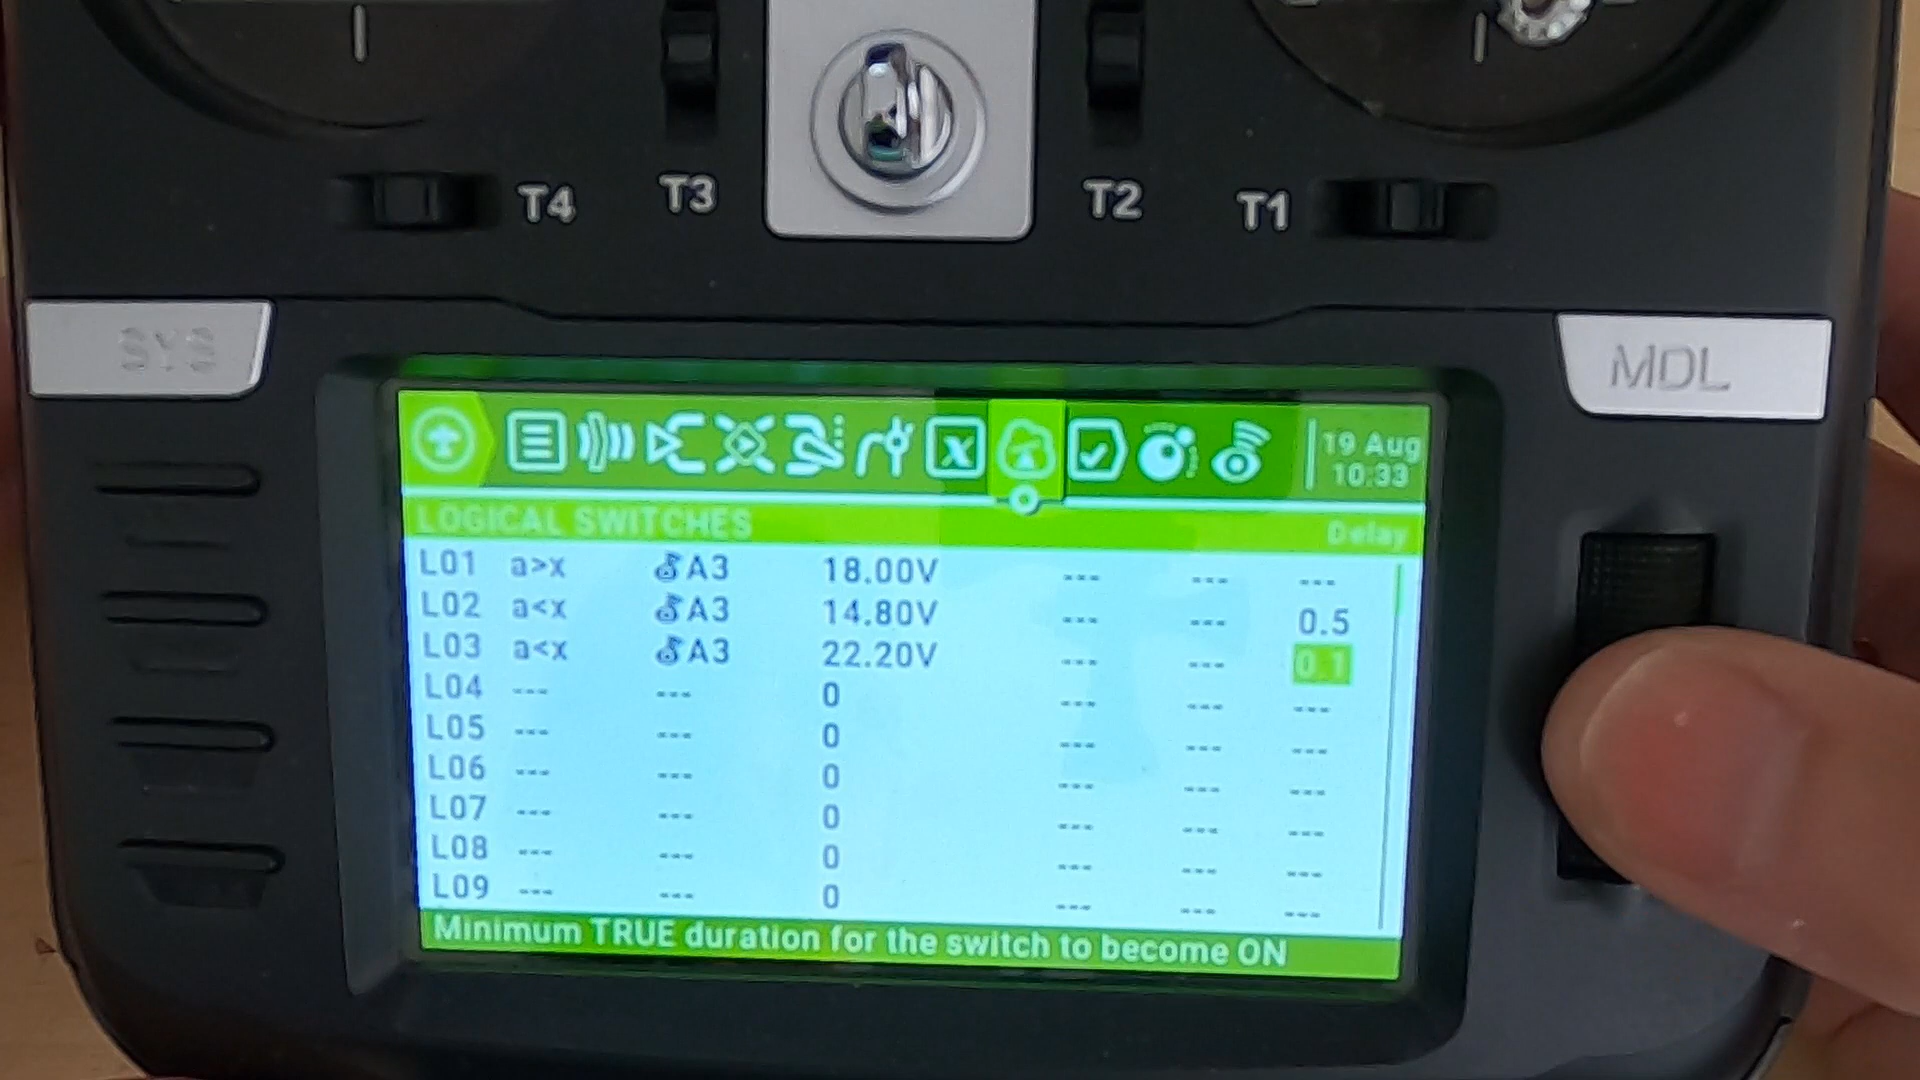 T4 T3 T2 T1
SYS
MDL
19 Aug
10:33
LOGICAL SWITCHES Delay
L01 a>x A3 18.00V --- --- ---
L02 a<x A3 14.80V --- --- 0.5
L03 a<x A3 22.20V --- --- 0.1
L04 --- --- 0 --- --- ---
L05 --- --- 0 --- --- ---
L06 --- --- 0 --- --- ---
L07 --- --- 0 --- --- ---
L08 --- --- 0 --- --- ---
L09 --- --- 0 --- --- ---
Minimum TRUE duration for the switch to become ON